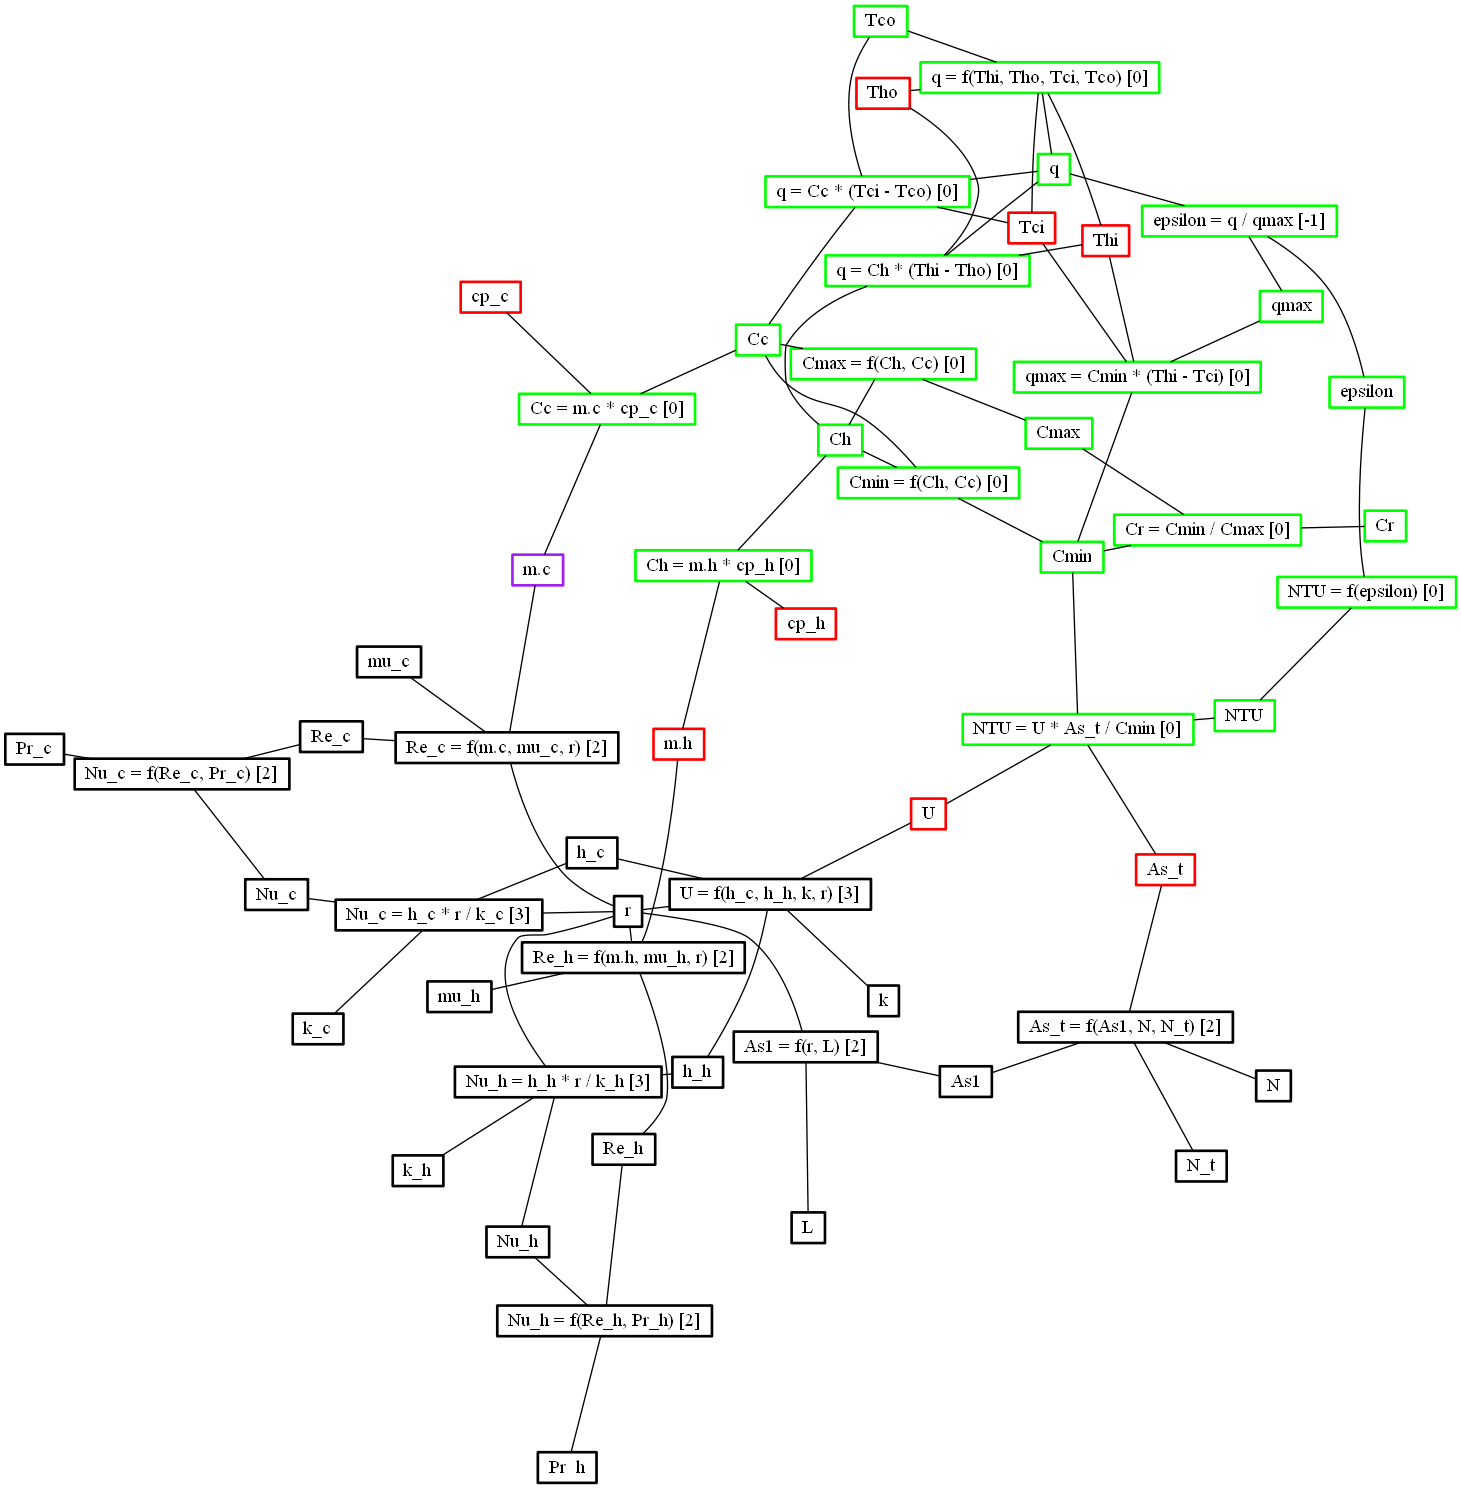 Tco
q = f(Thi, Tho, Tci, Tco) [0]
Tho
q
q = Cc * (Tci - Tco) [0]
epsilon = q / qmax [-1]
Tci
Thi
q = Ch * (Thi - Tho) [0]
cp_c
qmax
Cc
Cmax = f(Ch, Cc) [0]
qmax = Cmin * (Thi - Tci) [0]
epsilon
Cc = m.c * cp_c [0]
Cmax
Ch
Cmin = f(Ch, Cc) [0]
Cr = Cmin / Cmax [0]
Cr
Cmin
Ch = m.h * cp_h [0]
m.c
NTU = f(epsilon) [0]
cp_h
mu_c
NTU
NTU = U * As_t / Cmin [0]
Re_c
m.h
Re_c = f(m.c, mu_c, r) [2]
Pr_c
Nu_c = f(Re_c, Pr_c) [2]
U
h_c
As_t
Nu_c
U = f(h_c, h_h, k, r) [3]
r
Nu_c = h_c * r / k_c [3]
Re_h = f(m.h, mu_h, r) [2]
mu_h
k
k_c
As_t = f(As1, N, N_t) [2]
As1 = f(r, L) [2]
h_h
Nu_h = h_h * r / k_h [3]
As1
N
Re_h
k_h
N_t
L
Nu_h
Nu_h = f(Re_h, Pr_h) [2]
Pr_h